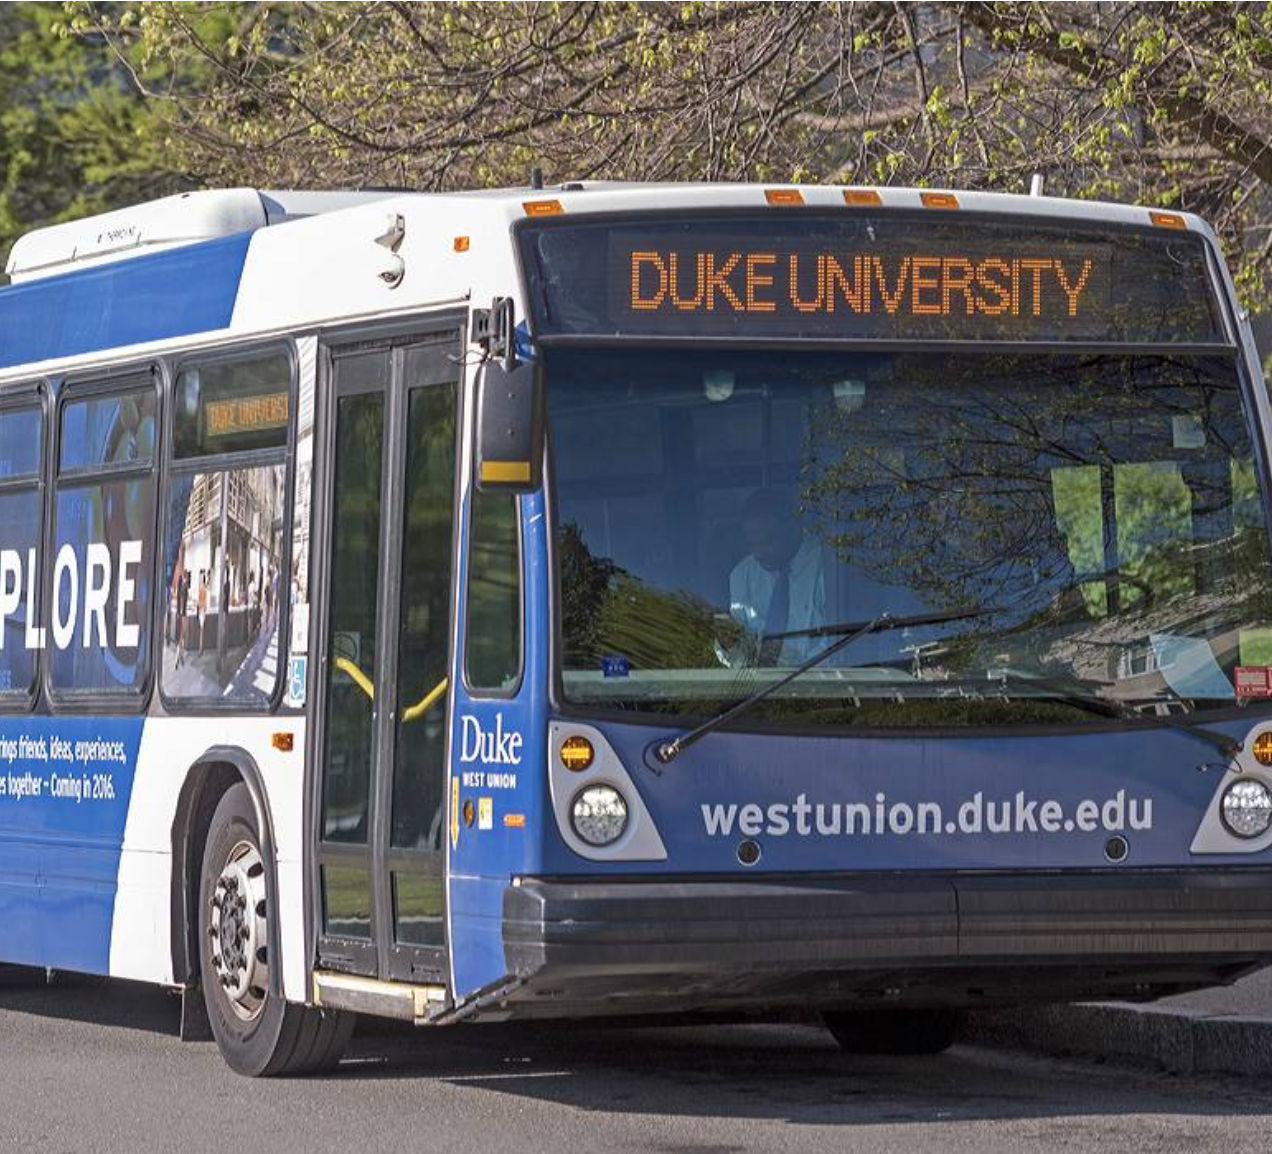 DUKE UNIVERSITY
DUKE UNIVERSI
PLORE
rings friends, ideas, experiences,
es together – Coming in 2016.
Duke
WEST UNION
westunion.duke.edu